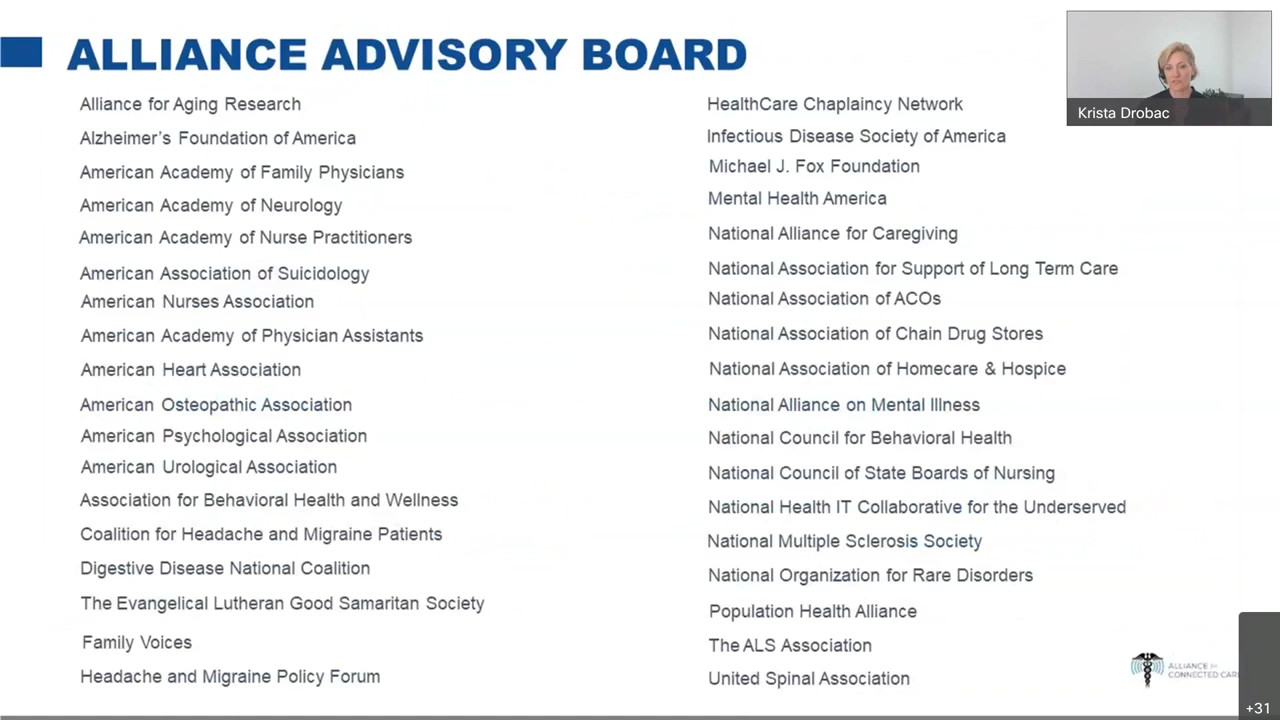 ALLIANCE ADVISORY BOARD
Alliance for Aging Research
Alzheimer's Foundation of America
American Academy of Family Physicians
American Academy of Neurology
American Academy of Nurse Practitioners
American Association of Suicidology
American Nurses Association
American Academy of Physician Assistants
American Heart Association
American Osteopathic Association
American Psychological Association
American Urological Association
Association for Behavioral Health and Wellness
Coalition for Headache and Migraine Patients
Digestive Disease National Coalition
The Evangelical Lutheran Good Samaritan Society
Family Voices
Headache and Migraine Policy Forum
HealthCare Chaplaincy Network
Infectious Disease Society of America
Michael J. Fox Foundation
Mental Health America
National Alliance for Caregiving
National Association for Support of Long Term Care
National Association of ACOs
National Association of Chain Drug Stores
National Association of Homecare & Hospice
National Alliance on Mental Illness
National Council for Behavioral Health
National Council of State Boards of Nursing
National Health IT Collaborative for the Underserved
National Multiple Sclerosis Society
National Organization for Rare Disorders
Population Health Alliance
The ALS Association
United Spinal Association
Krista Drobac
ALLIANCE for
CONNECTED CAR
+31